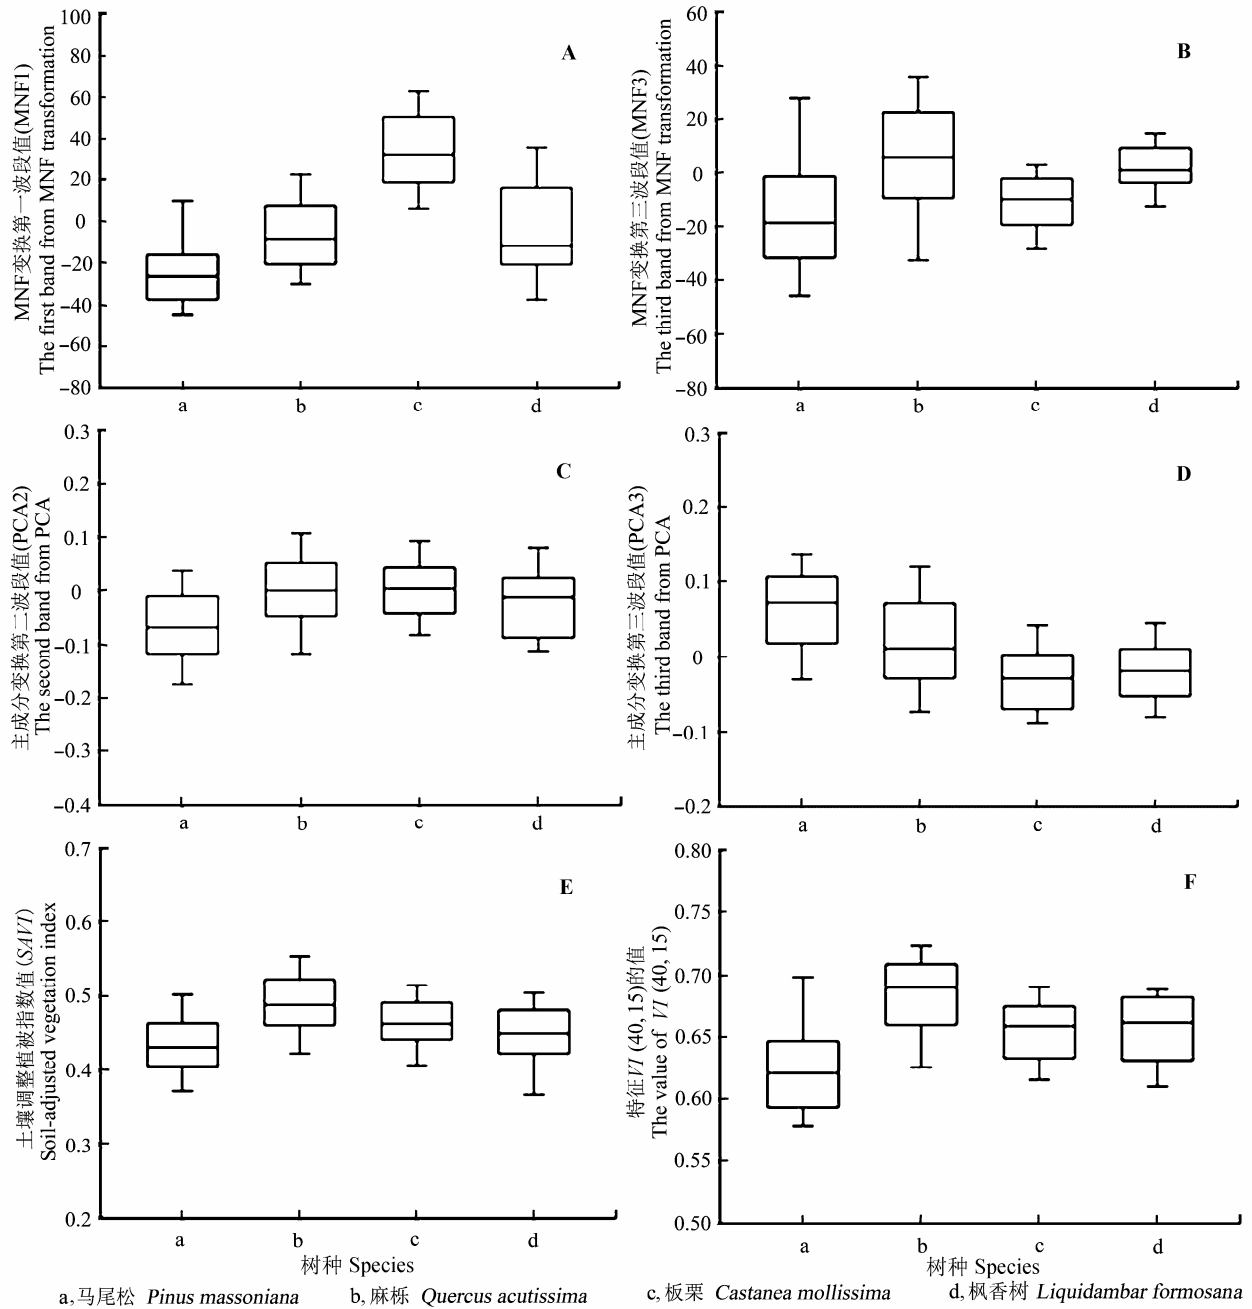 MNF变换第一波段值(MNF1)
The first band from MNF transformation
100
80
60
40
20
0
−20
−40
−60
−80
A
a b c d
MNF变换第三波段值(MNF3)
The third band from MNF transformation
60
40
20
0
−20
−40
−60
−80
B
a b c d
主成分变换第二波段值(PCA2)
The second band from PCA
0.3
0.2
0.1
0
−0.1
−0.2
−0.3
−0.4
C
a b c d
主成分变换第三波段值(PCA3)
The third band from PCA
0.3
0.2
0.1
0
−0.1
−0.2
D
a b c d
土壤调整植被指数值(SAVI)
Soil-adjusted vegetation index
0.7
0.6
0.5
0.4
0.3
0.2
E
a b c d
树种 Species
特征VI (40,15)的值
The value of VI (40,15)
0.80
0.75
0.70
0.65
0.60
0.55
0.50
F
a b c d
树种 Species
a,马尾松 Pinus massoniana b,麻栎 Quercus acutissima c,板栗 Castanea mollissima d,枫香树 Liquidambar formosana